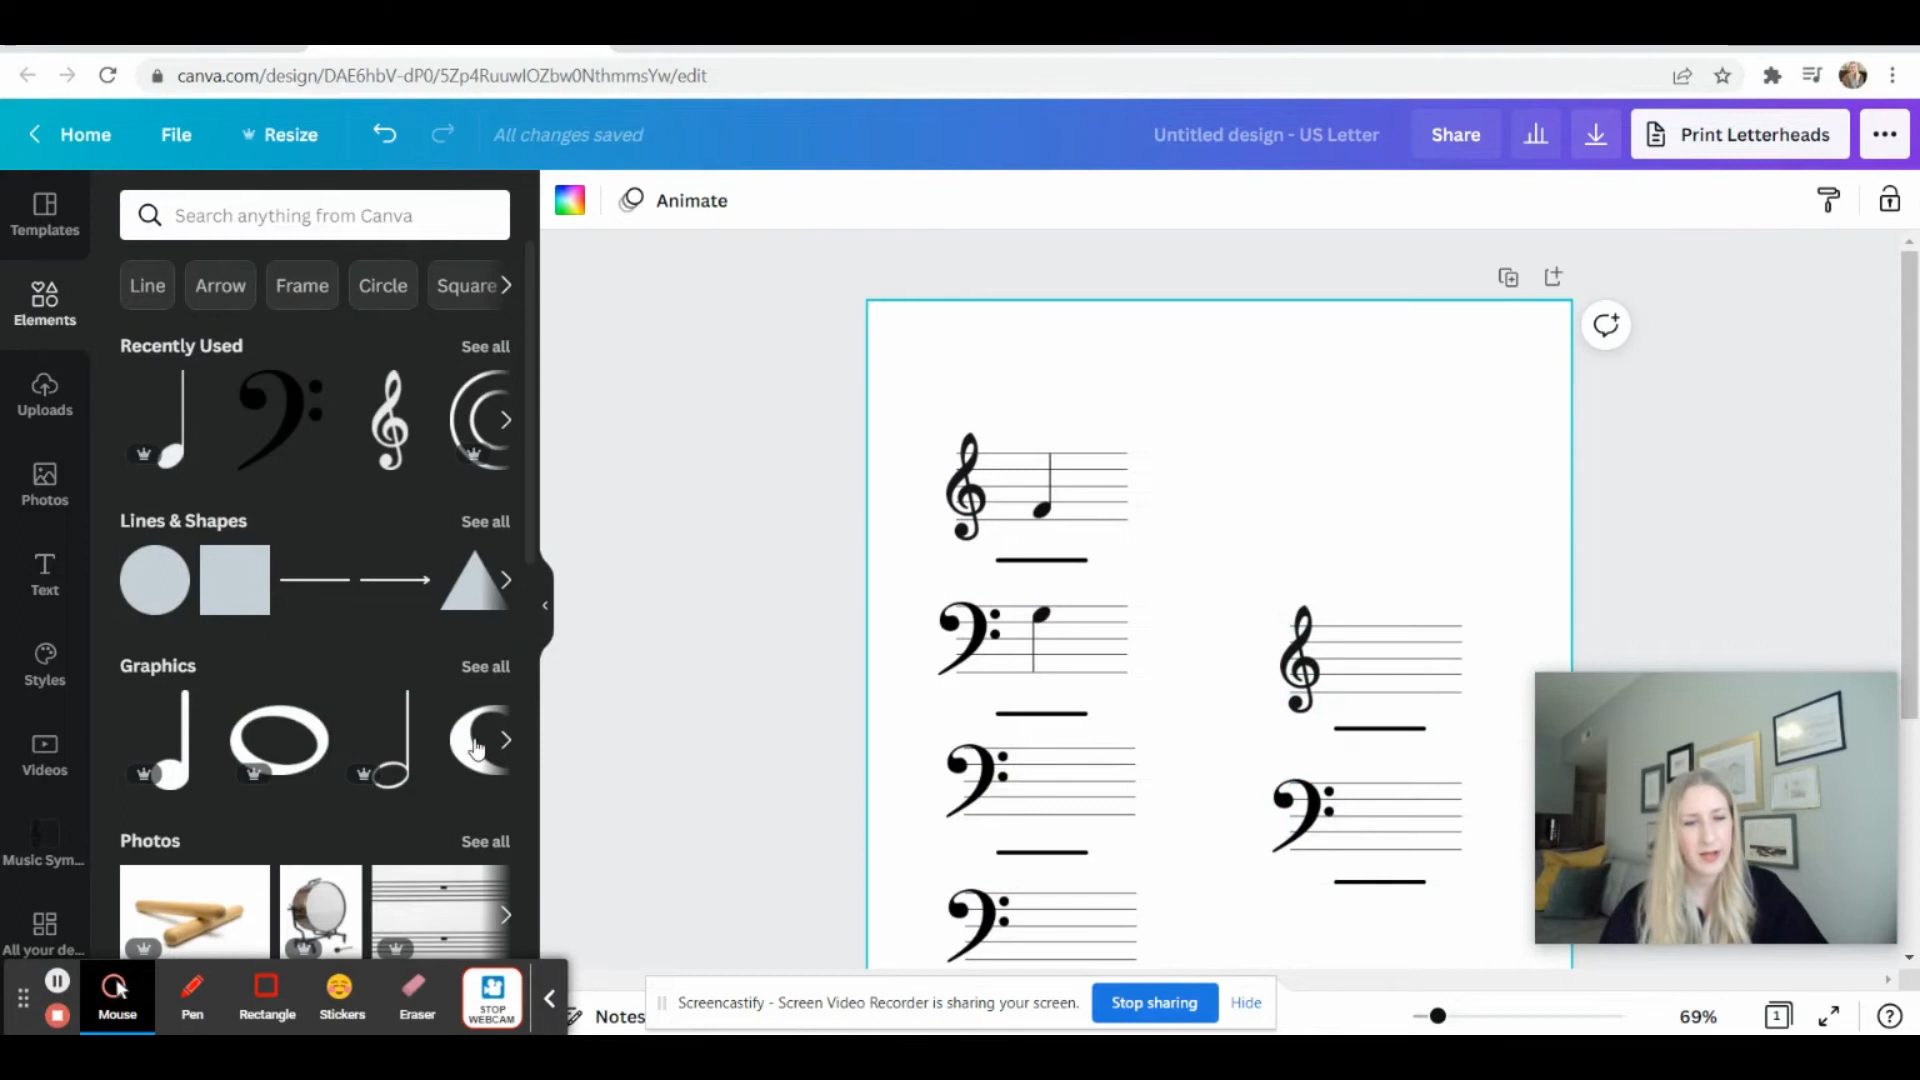 canva.com/design/DAE6hbV-dP0/5Zp4RuuwIOZbw0NthmmsYw/edit
Home
File
Resize
All changes saved
Untitled design - US Letter
Share
Print Letterheads
Templates
Elements
Uploads
Photos
Text
Styles
Videos
Music Sym...
All your de...
Search anything from Canva
Line
Arrow
Frame
Circle
Square
Recently Used
See all
Lines & Shapes
See all
Graphics
See all
Photos
See all
Animate
Mouse
Pen
Rectangle
Stickers
Eraser
STOP
WEBCAM
Notes
Screencastify - Screen Video Recorder is sharing your screen.
Stop sharing
Hide
69%
1